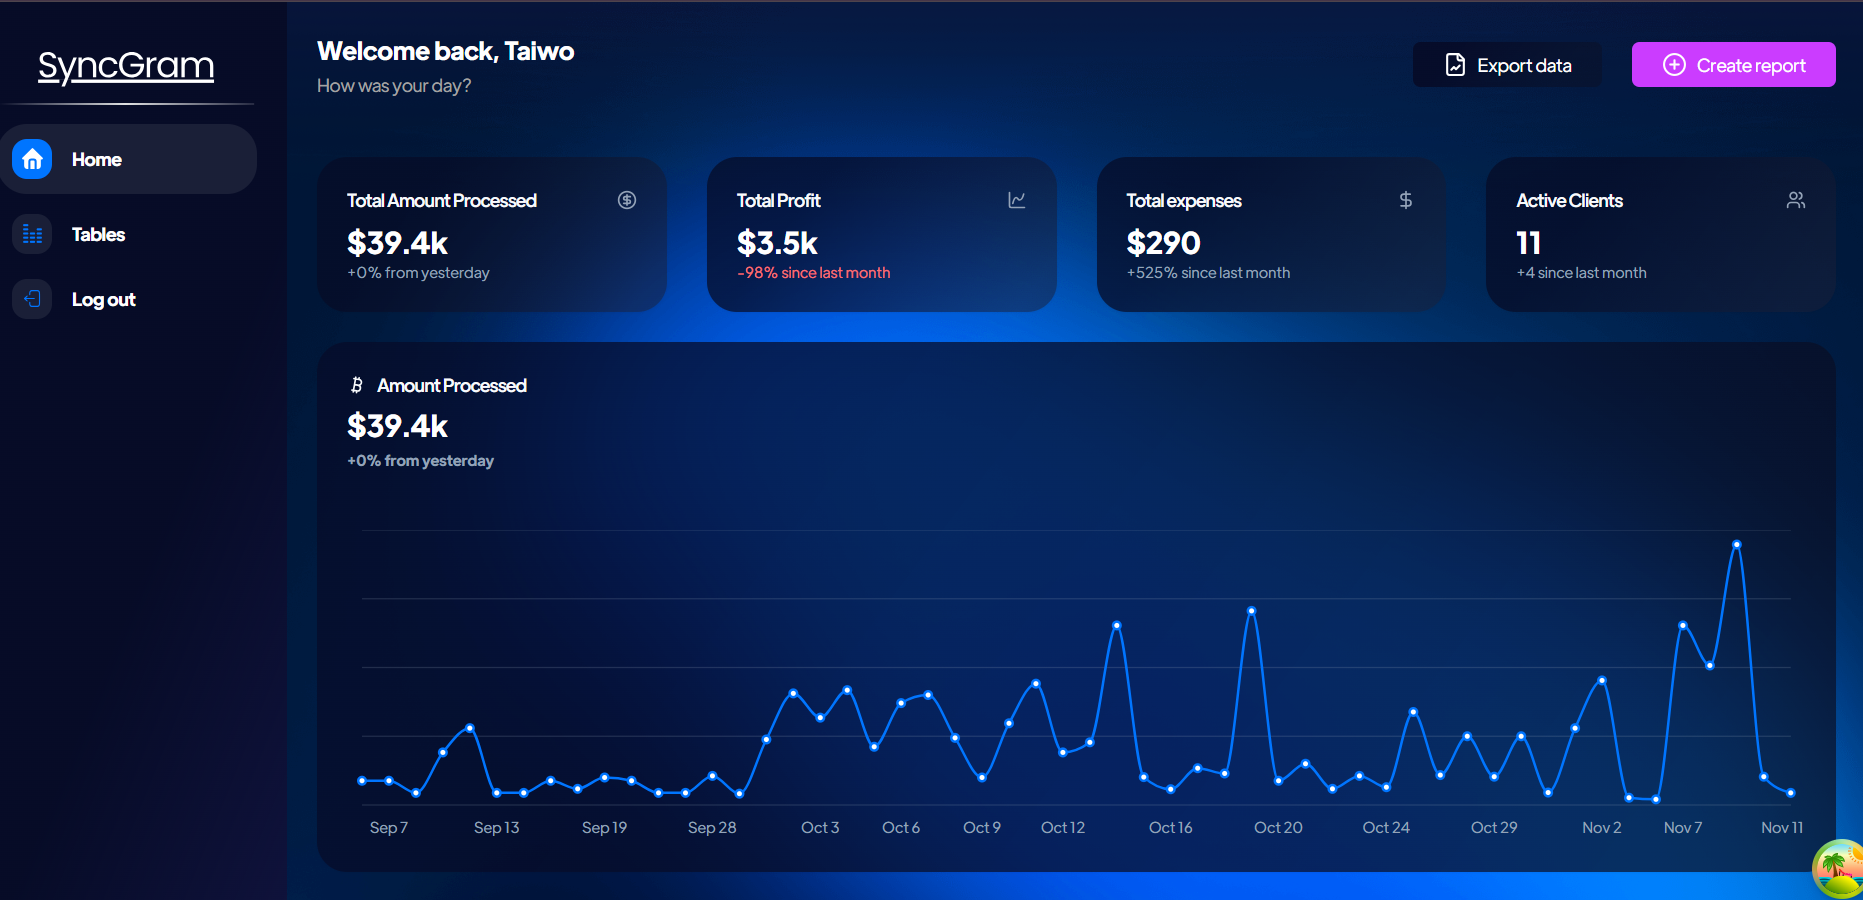 SyncGram
Home
Tables
Log out
Welcome back, Taiwo
How was your day?
Export data
Create report
Total Amount Processed
$39.4k
+0% from yesterday
Total Profit
$3.5k
-98% since last month
Total expenses
$290
+525% since last month
Active Clients
11
+4 since last month
Amount Processed
$39.4k
+0% from yesterday
Sep 7 Sep 13 Sep 19 Sep 28 Oct 3 Oct 6 Oct 9 Oct 12 Oct 16 Oct 20 Oct 24 Oct 29 Nov 2 Nov 7 Nov 11